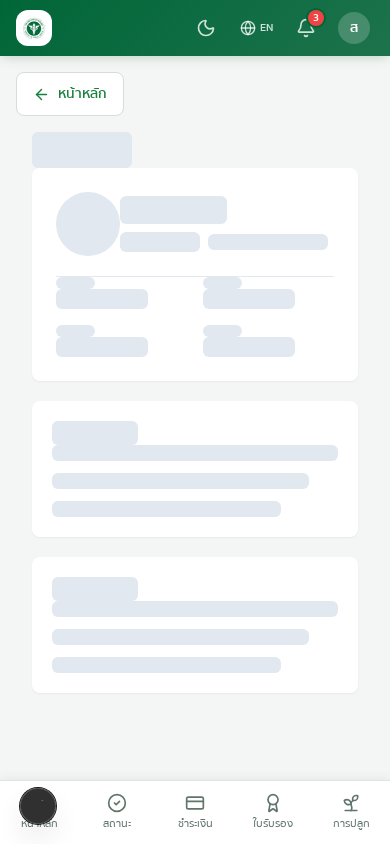 EN
3
ส
หน้าหลัก
สถานะ
ชำระเงิน
ใบรับรอง
การปลูก